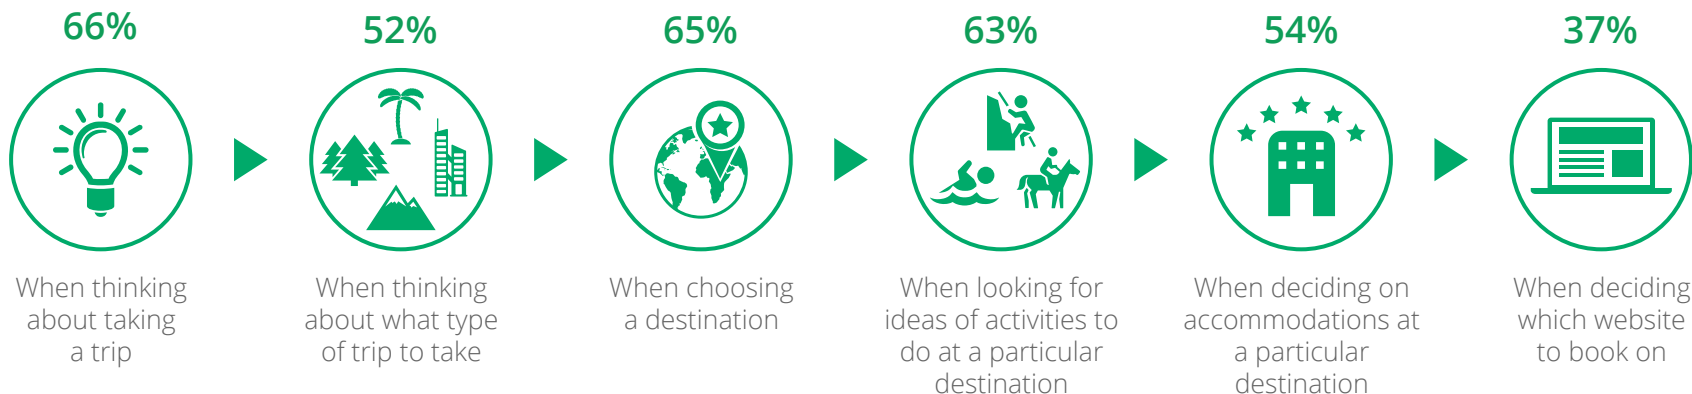 66%
When thinking
about taking
a trip
52%
When thinking
about what type
of trip to take
65%
When choosing
a destination
63%
When looking for
ideas of activities to
do at a particular
destination
54%
When deciding on
accommodations at
a particular
destination
37%
When deciding
which website
to book on